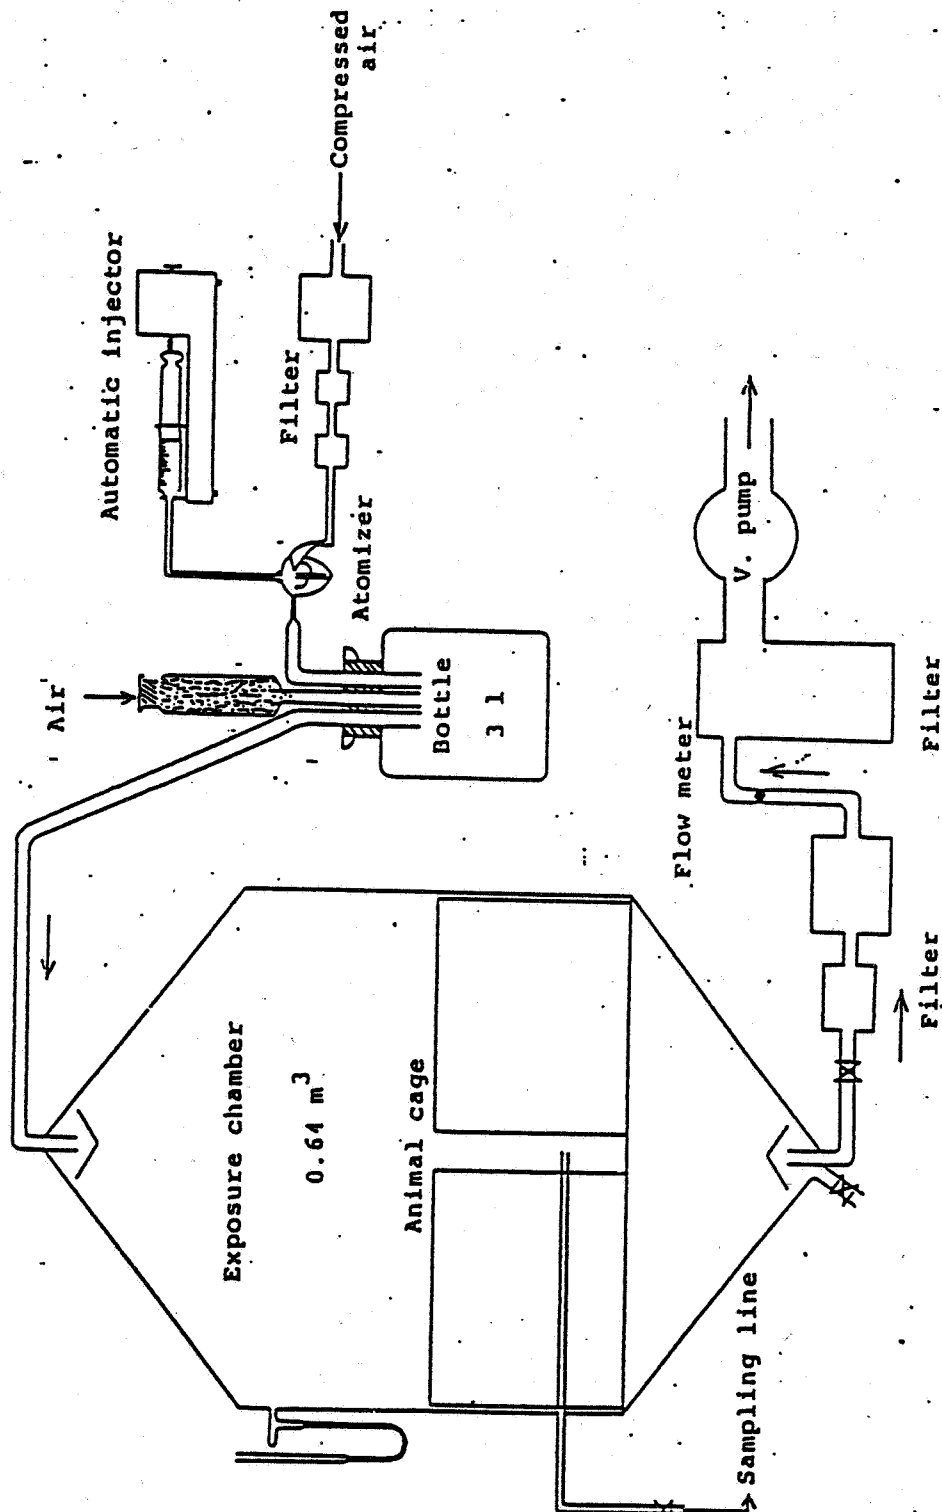 Compressed
air
Automatic injector
Filter
Atomizer
Air
Bottle
3 l
V. pump
Flow meter
Filter
Filter
Exposure chamber
0.64 m³
Animal cage
Sampling line